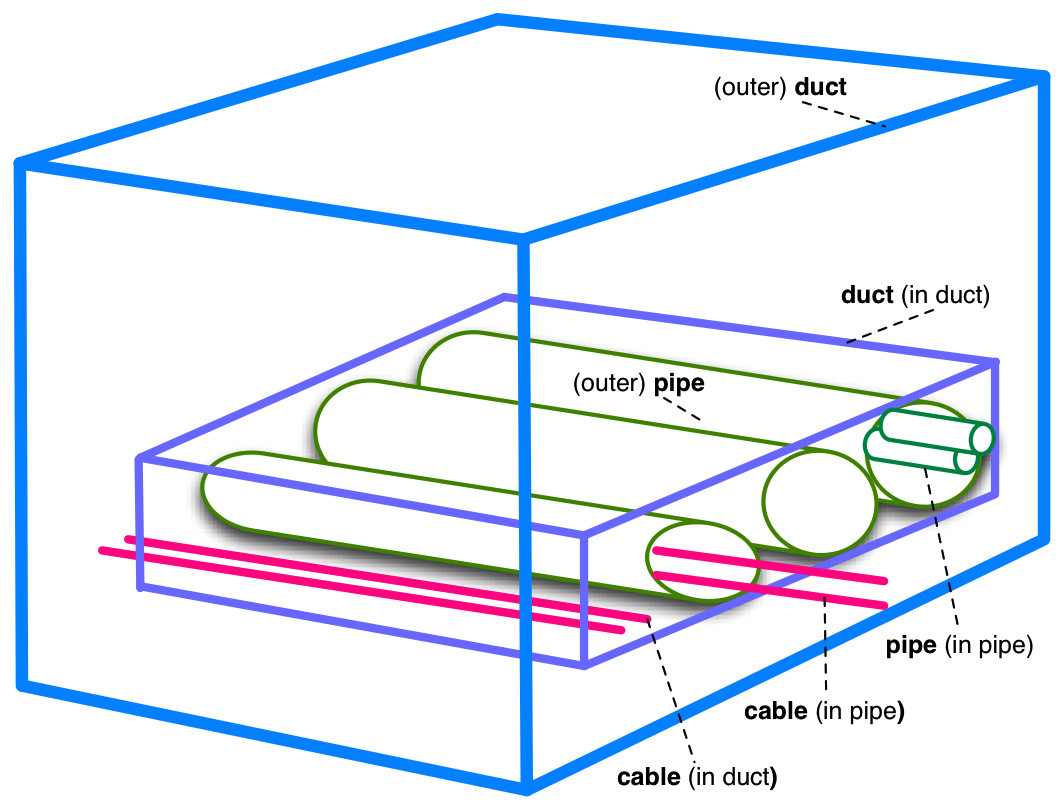 (outer) duct
duct (in duct)
(outer) pipe
pipe (in pipe)
cable (in pipe)
cable (in duct)